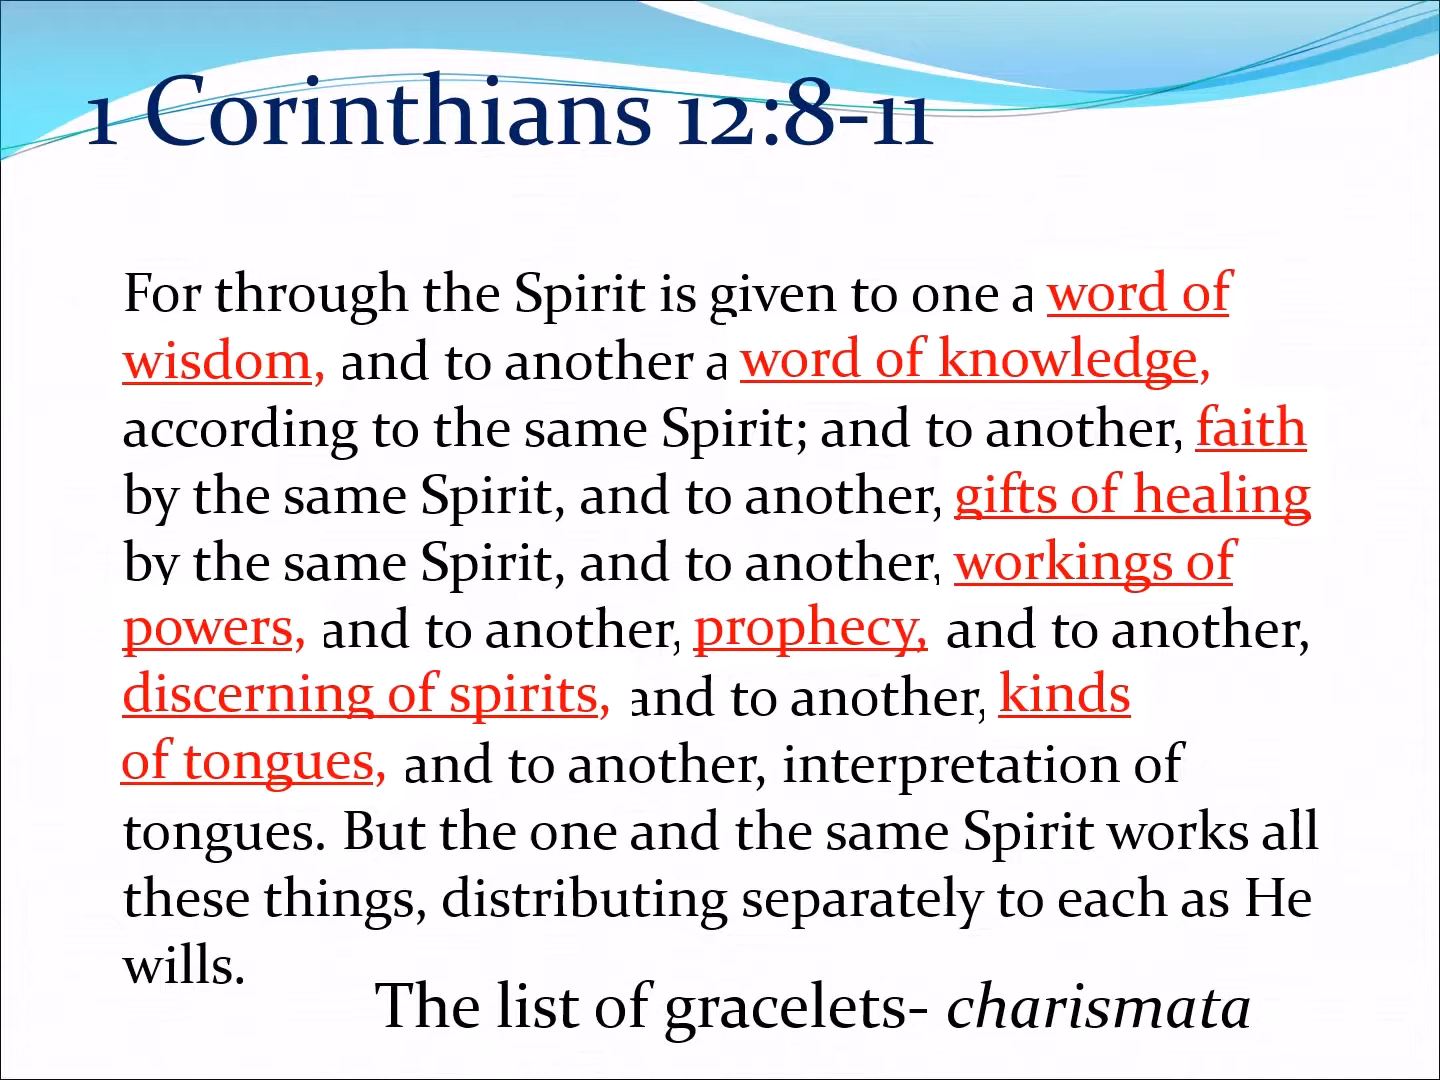 1 Corinthians 12:8-11
For through the Spirit is given to one a word of
wisdom, and to another a word of knowledge,
according to the same Spirit; and to another, faith
by the same Spirit, and to another, gifts of healing
by the same Spirit, and to another, workings of
powers, and to another, prophecy, and to another,
discerning of spirits, and to another, kinds
of tongues, and to another, interpretation of
tongues. But the one and the same Spirit works all
these things, distributing separately to each as He
wills.
The list of gracelets- charismata